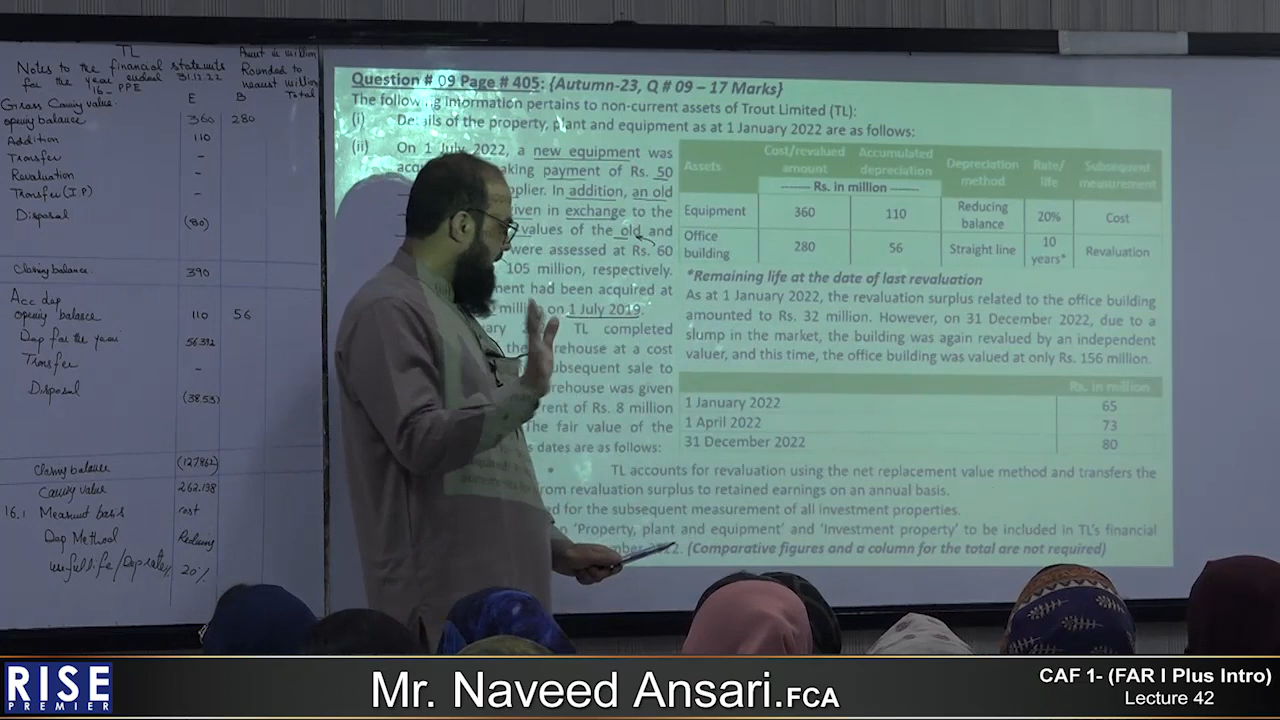 TL
Notes to the financial statemnts
for the year ended 31.12.22
16- PPE
Amnt in million
Rounded to
nearest million
Total
Gross Carrying value.
E B
opening balance 360 280
Addition 110
Transfer -
Revaluation -
Transfer (I.P) -
Disposal (80)
Closing balance 390
Acc dep
opening balance 110 56
Dep for the year 56.392
Transfer -
Disposal (38.53)
Closing balance (127.862)
Carrying value 262.138
16.1 Measment basis cost
Dep Method Reducing
useful life / Dep rates 20%
Question # 09 Page # 405: {Autumn-23, Q # 09 – 17 Marks}
The following information pertains to non-current assets of Trout Limited (TL):
(i) Details of the property, plant and equipment as at 1 January 2022 are as follows:
(ii) On 1 July 2022, a new equipment was
making payment of Rs. 50
supplier. In addition, an old
given in exchange to the
values of the old and
were assessed at Rs. 60
105 million, respectively.
ment had been acquired at
million on 1 July 2019.
TL completed
warehouse at a cost
subsequent sale to
rehouse was given
rent of Rs. 8 million
The fair value of the
dates are as follows:
Assets Cost/revalued amount Accumulated depreciation Depreciation method Rate/ life Subsequent measurement
------- Rs. in million -------
Equipment 360 110 Reducing balance 20% Cost
Office building 280 56 Straight line 10 years* Revaluation
*Remaining life at the date of last revaluation
As at 1 January 2022, the revaluation surplus related to the office building
amounted to Rs. 32 million. However, on 31 December 2022, due to a
slump in the market, the building was again revalued by an independent
valuer, and this time, the office building was valued at only Rs. 156 million.
Rs. in million
1 January 2022 65
1 April 2022 73
31 December 2022 80
• TL accounts for revaluation using the net replacement value method and transfers the
from revaluation surplus to retained earnings on an annual basis.
for the subsequent measurement of all investment properties.
'Property, plant and equipment' and 'Investment property' to be included in TL's financial
2022. (Comparative figures and a column for the total are not required)
RISE
PREMIER
Mr. Naveed Ansari.FCA
CAF 1- (FAR I Plus Intro)
Lecture 42